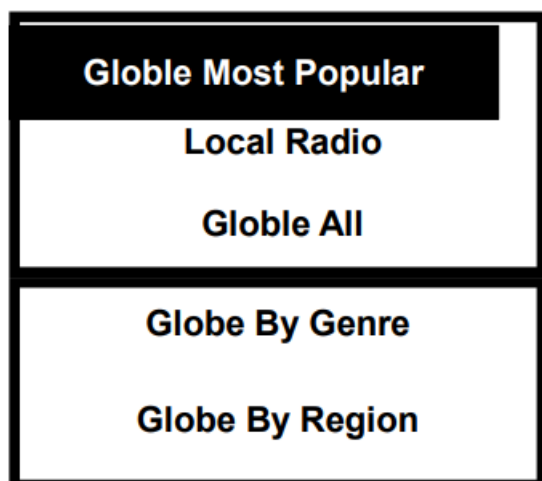 Globle Most Popular
Local Radio
Globle All
Globe By Genre
Globe By Region